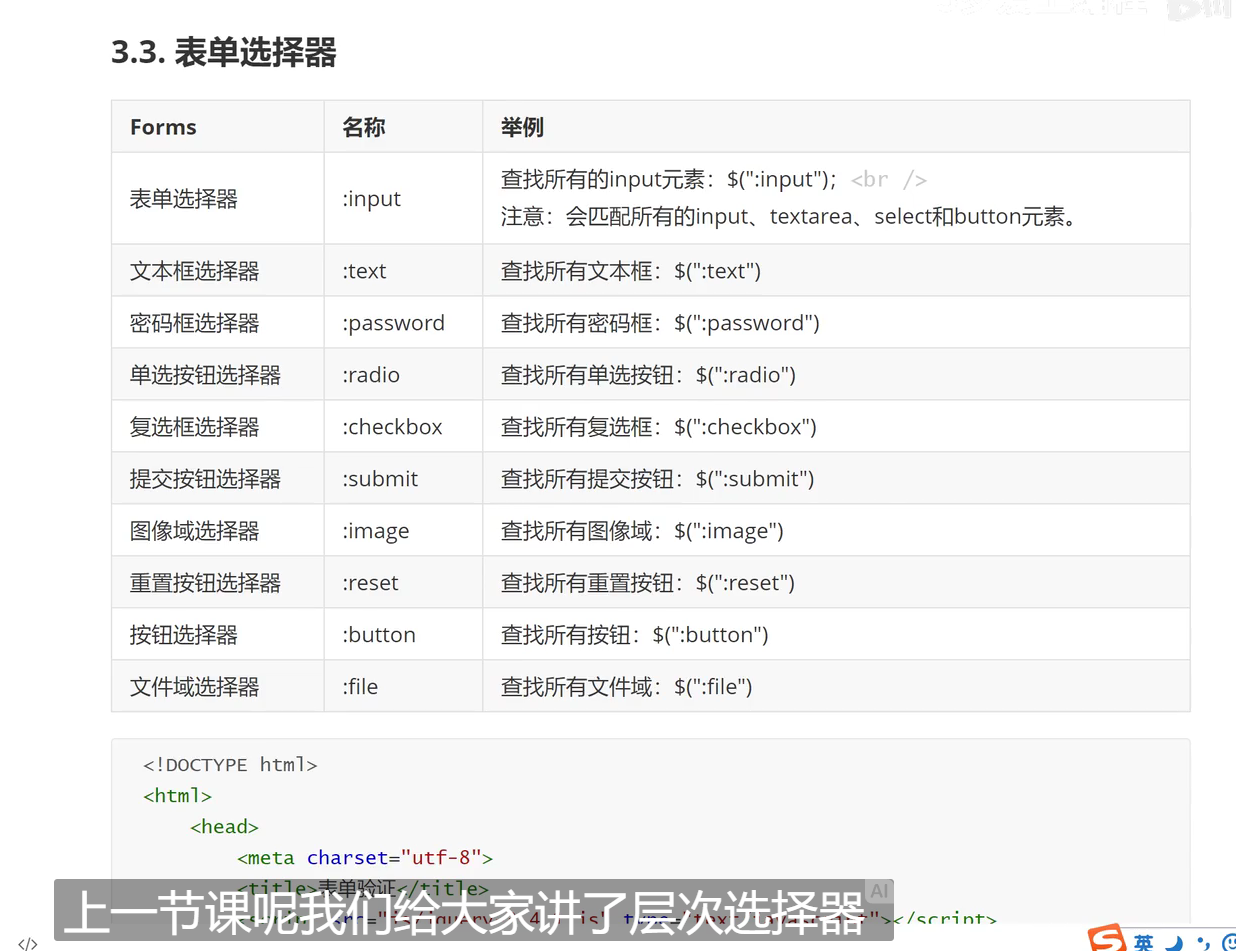 3.3. 表单选择器
Forms 名称 举例
表单选择器 :input 查找所有的input元素：$(":input"); <br />
注意：会匹配所有的input、textarea、select和button元素。
文本框选择器 :text 查找所有文本框：$(":text")
密码框选择器 :password 查找所有密码框：$(":password")
单选按钮选择器 :radio 查找所有单选按钮：$(":radio")
复选框选择器 :checkbox 查找所有复选框：$(":checkbox")
提交按钮选择器 :submit 查找所有提交按钮：$(":submit")
图像域选择器 :image 查找所有图像域：$(":image")
重置按钮选择器 :reset 查找所有重置按钮：$(":reset")
按钮选择器 :button 查找所有按钮：$(":button")
文件域选择器 :file 查找所有文件域：$(":file")
<!DOCTYPE html>
<html>
<head>
<meta charset="utf-8">
<title>表单验证</title>
></script>
上一节课呢我们给大家讲了层次选择器
AI
</>
英